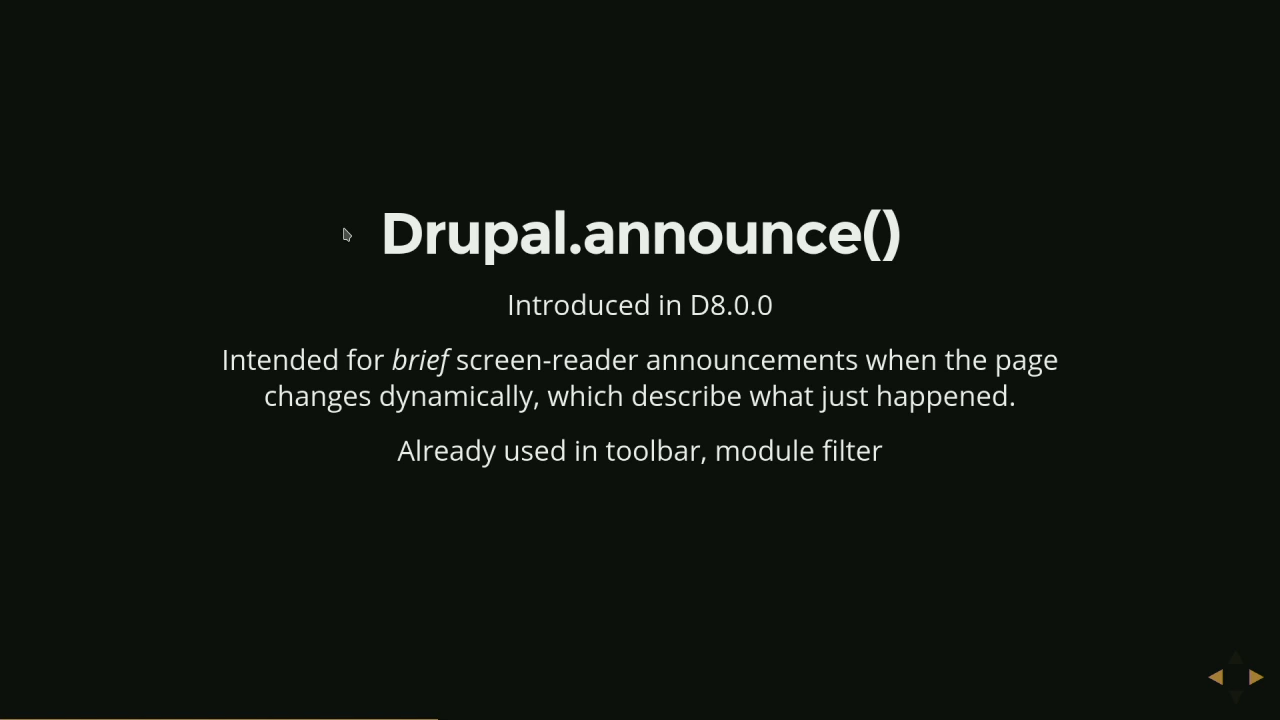 Drupal.announce()
Introduced in D8.0.0
Intended for brief screen-reader announcements when the page
changes dynamically, which describe what just happened.
Already used in toolbar, module filter